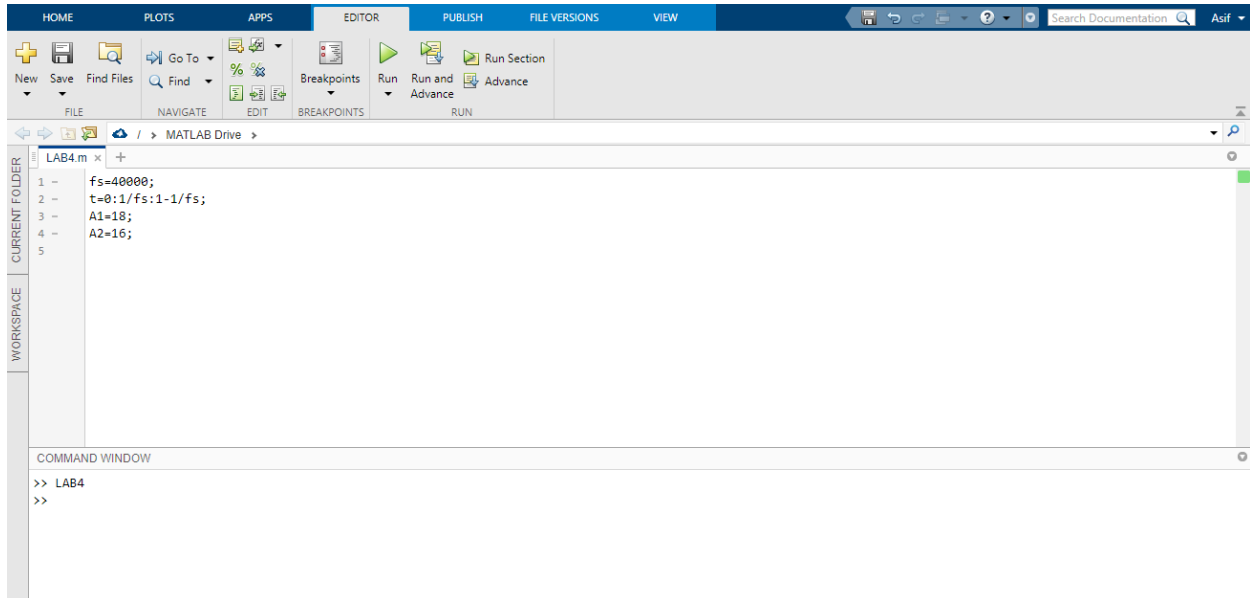 HOME PLOTS APPS EDITOR PUBLISH FILE VERSIONS VIEW Search Documentation Asif
New Save Find Files Go To Find Breakpoints Run Run and Advance Run Section Advance
FILE NAVIGATE EDIT BREAKPOINTS RUN
/ > MATLAB Drive >
CURRENT FOLDER
WORKSPACE
LAB4.m × +
1 – fs=40000;
2 – t=0:1/fs:1-1/fs;
3 – A1=18;
4 – A2=16;
5
COMMAND WINDOW
>> LAB4
>>